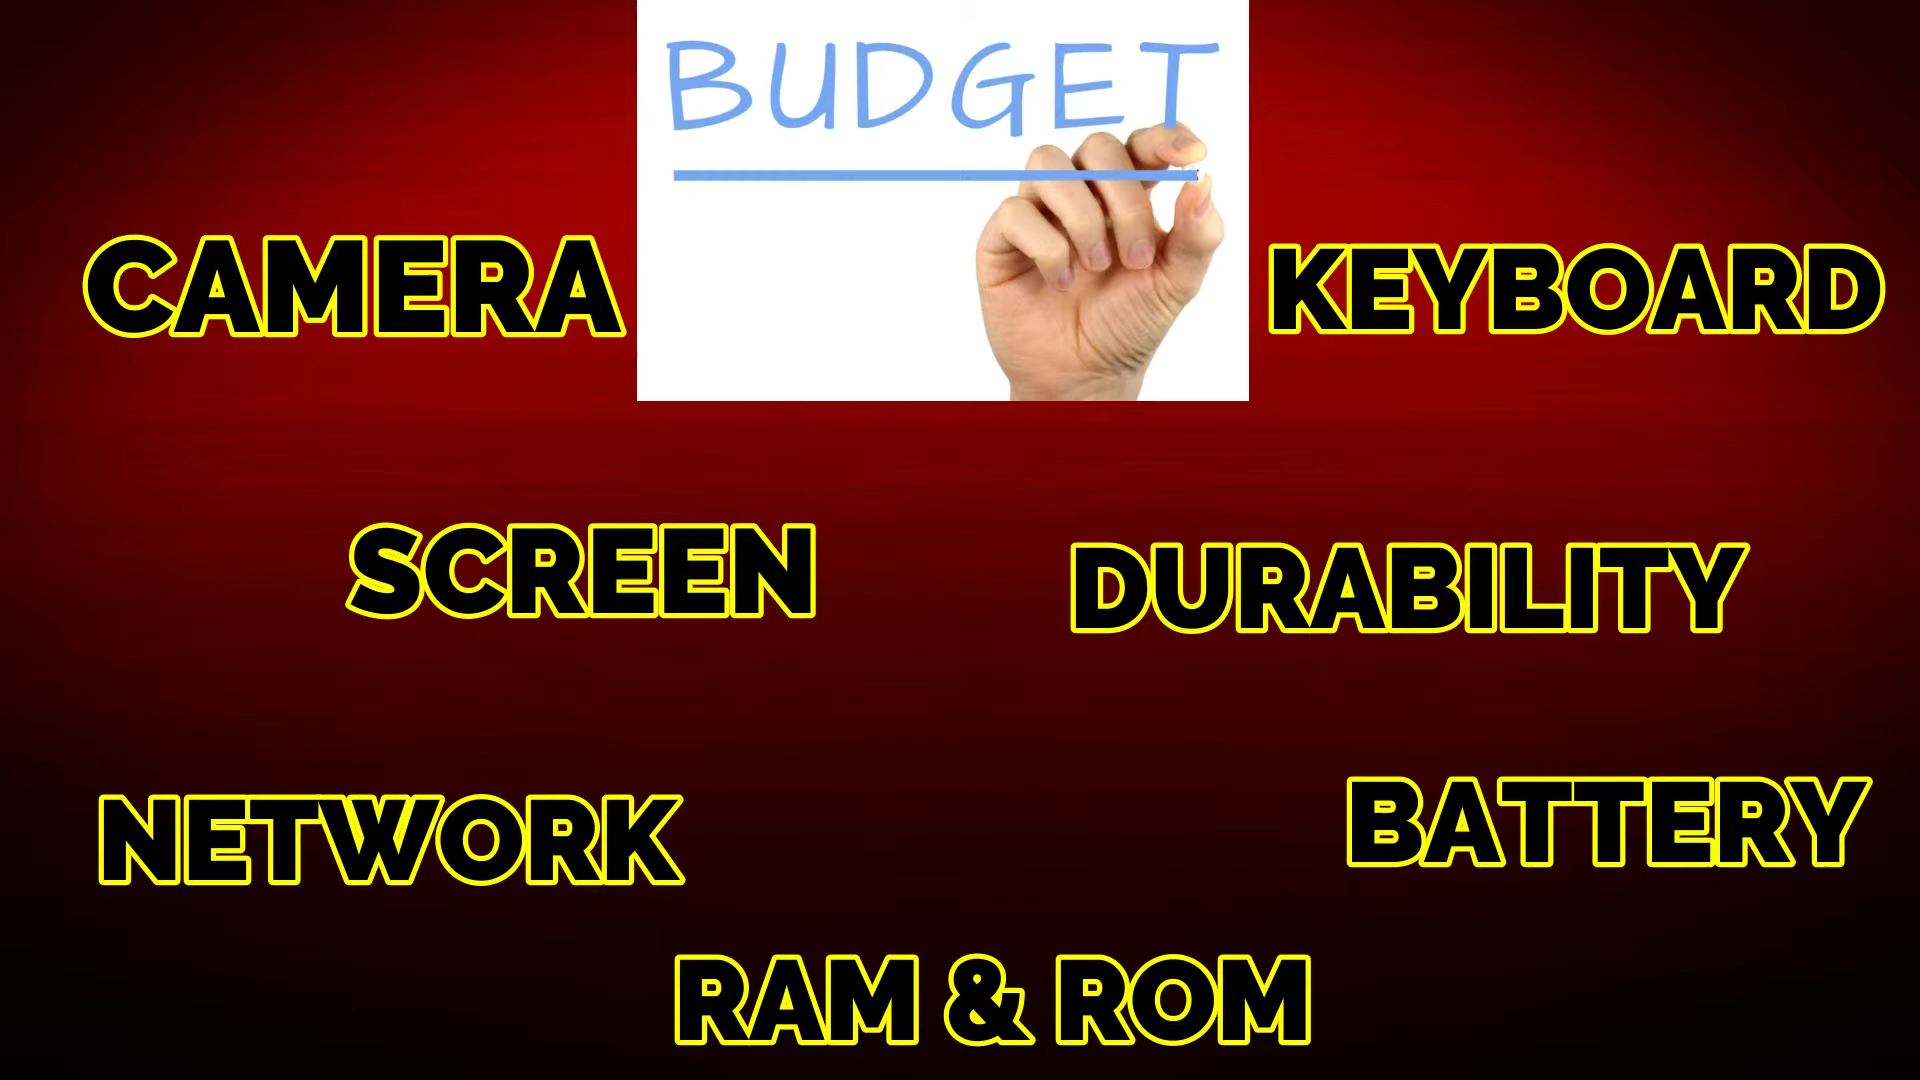 BUDGET
CAMERA
KEYBOARD
SCREEN
DURABILITY
NETWORK
BATTERY
RAM & ROM